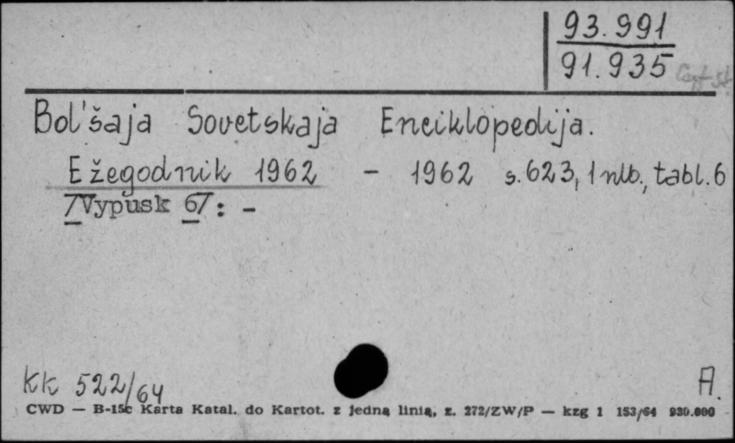 93.991
91.935
Bol'šaja Sovetskaja Enciklopedija.
Ežegodnik 1962 - 1962 s. 623, 1 nlb., tabl. 6
/Vypusk 6/: -
kk 522/64
A.
CWD — B-15c Karta Katal. do Kartot. z jedną linią, z. 272/ZW/P — kzg 1 153/64 930.000